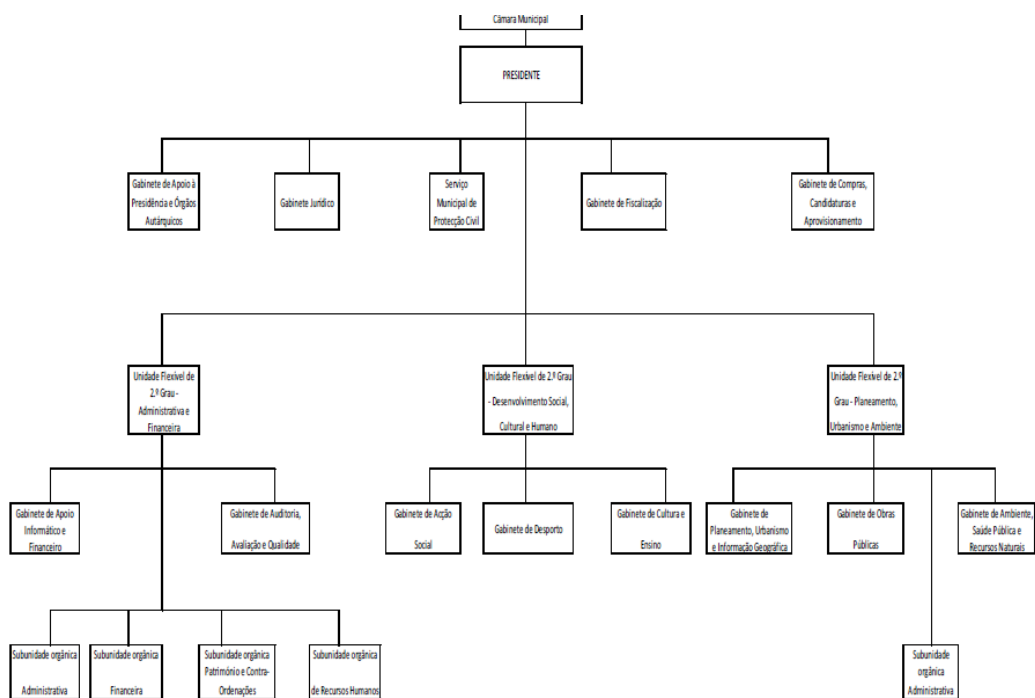 Câmara Municipal
PRESIDENTE
Gabinete de Apoio à
Presidência e Órgãos
Autárquicos
Gabinete Jurídico
Serviço
Municipal de
Protecção Civil
Gabinete de Fiscalização
Gabinete de Compras,
Candidaturas e
Aprovisionamento
Unidade Flexível de
2.º Grau -
Administrativa e
Financeira
Unidade Flexível de 2.º Grau
- Desenvolvimento Social,
Cultural e Humano
Unidade Flexível de 2.º
Grau - Planeamento,
Urbanismo e Ambiente
Gabinete de Apoio
Informático e
Financeiro
Gabinete de Auditoria,
Avaliação e Qualidade
Gabinete de Acção
Social
Gabinete de Desporto
Gabinete de Cultura e
Ensino
Gabinete de
Planeamento, Urbanismo
e Informação Geográfica
Gabinete de Obras
Públicas
Gabinete de Ambiente,
Saúde Pública e
Recursos Naturais
Subunidade orgânica
Administrativa
Subunidade orgânica
Financeira
Subunidade orgânica
Património e Contra-
Ordenações
Subunidade orgânica
de Recursos Humanos
Subunidade
orgânica
Administrativa